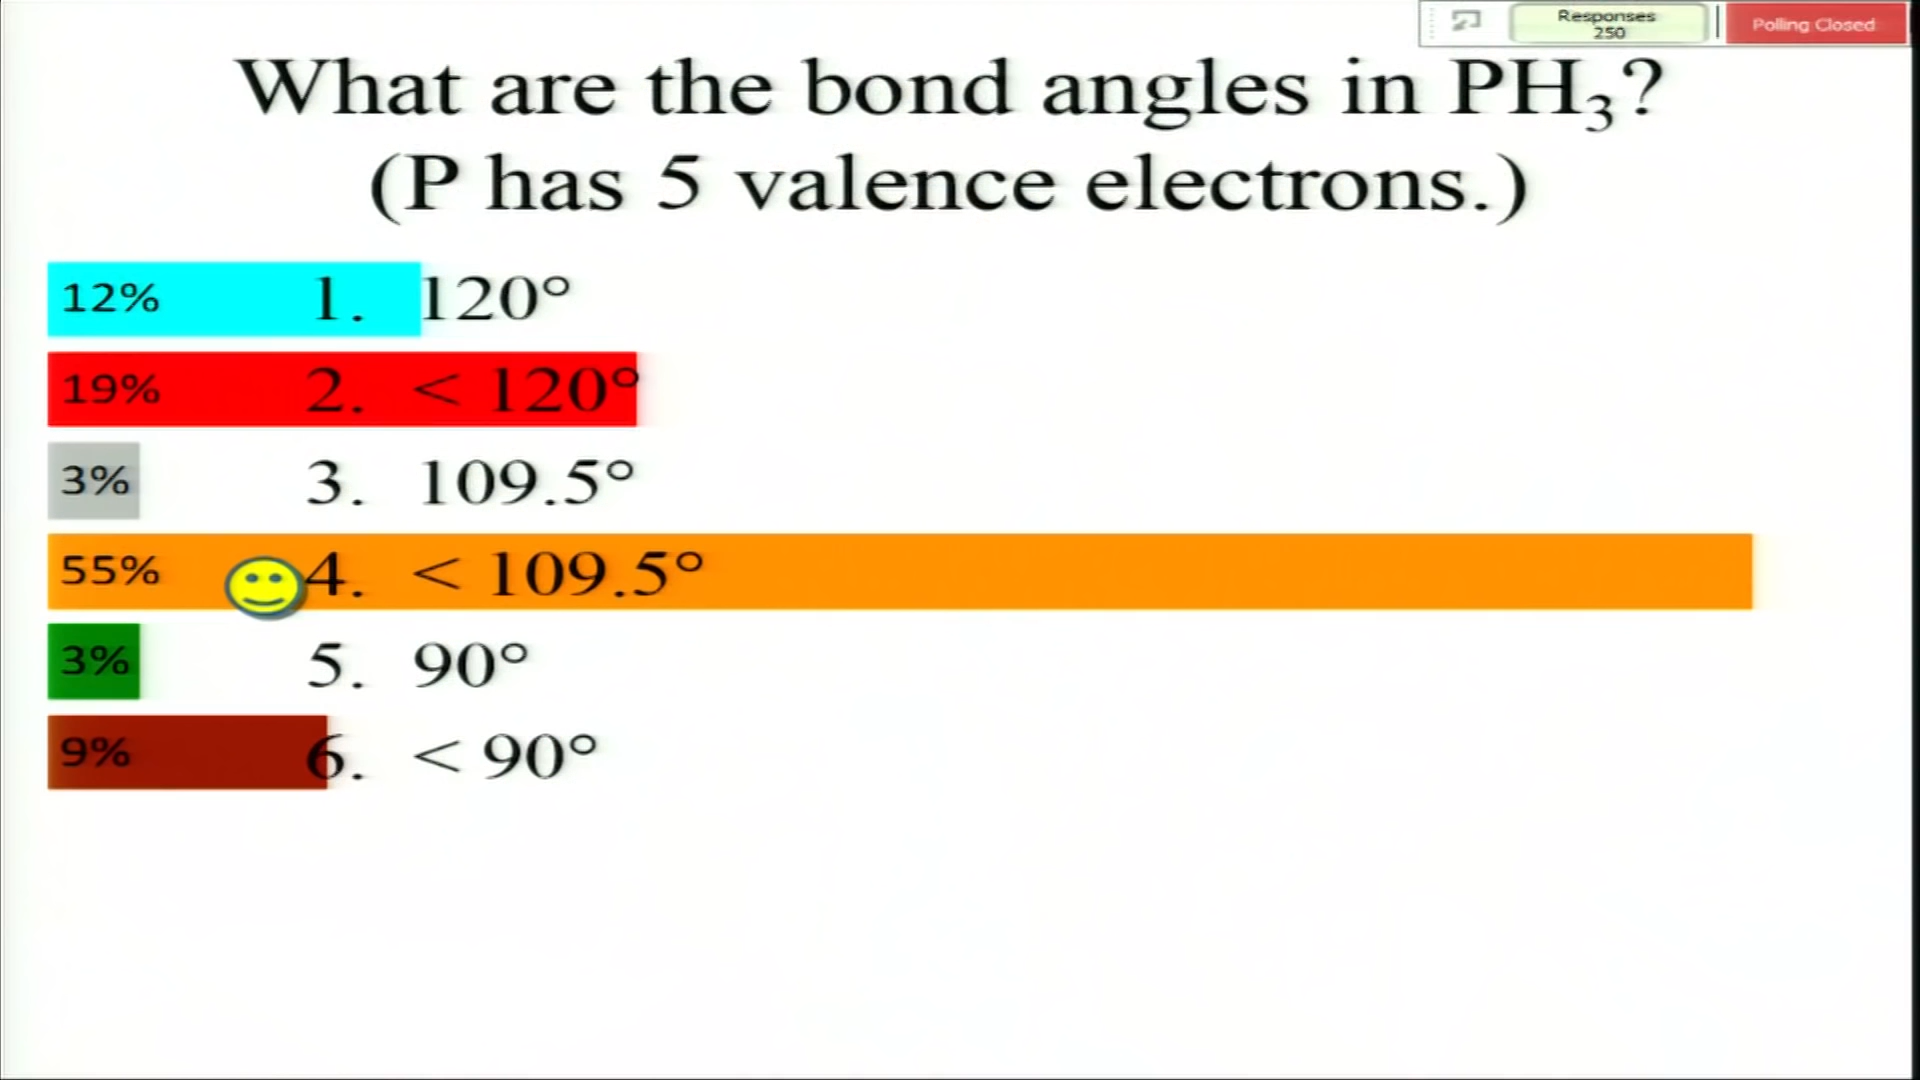 Responses
250
Polling Closed
What are the bond angles in PH₃?
(P has 5 valence electrons.)
12% 1. 120°
19% 2. < 120°
3% 3. 109.5°
55% 4. < 109.5°
3% 5. 90°
9% 6. < 90°